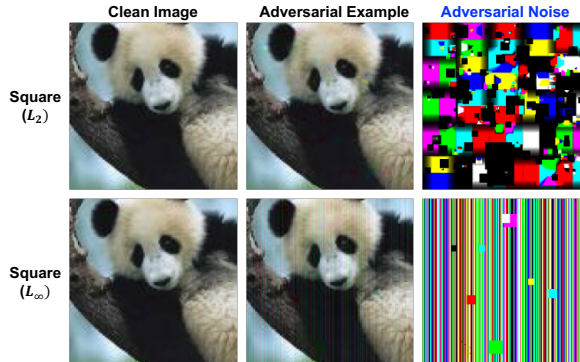 Clean Image Adversarial Example Adversarial Noise
Square
(L₂)
Square
(L∞)